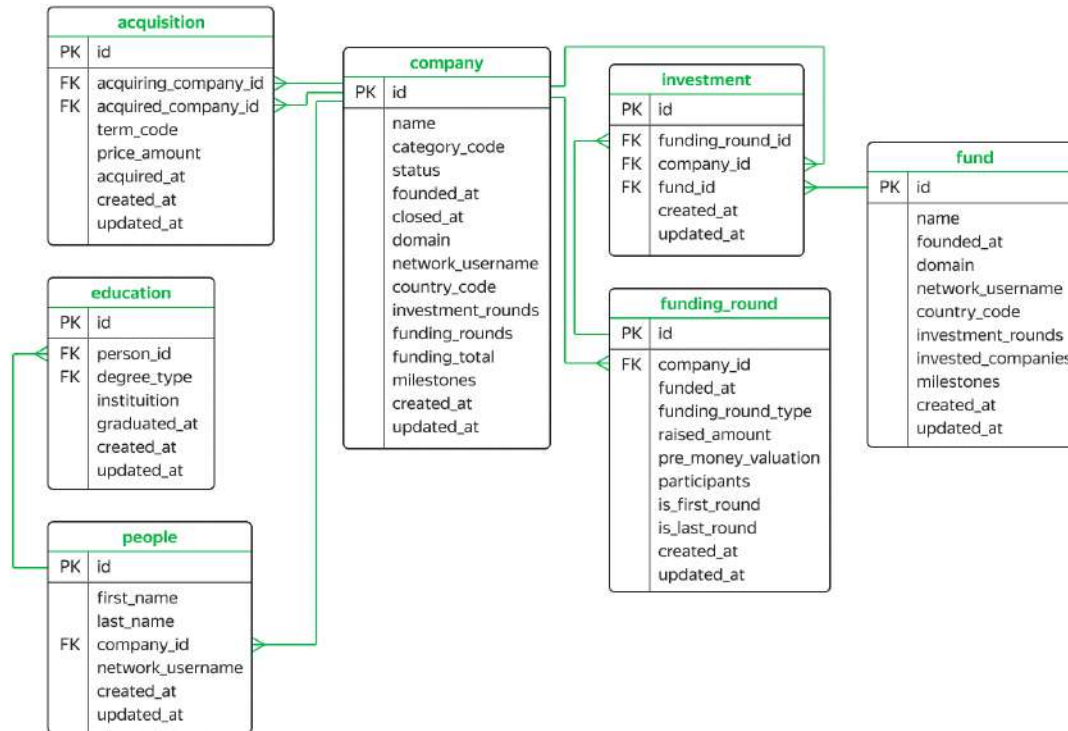 acquisition
PK id
FK acquiring_company_id
FK acquired_company_id
term_code
price_amount
acquired_at
created_at
updated_at
company
PK id
name
category_code
status
founded_at
closed_at
domain
network_username
country_code
investment_rounds
funding_rounds
funding_total
milestones
created_at
updated_at
investment
PK id
FK funding_round_id
FK company_id
FK fund_id
created_at
updated_at
fund
PK id
name
founded_at
domain
network_username
country_code
investment_rounds
invested_companies
milestones
created_at
updated_at
education
PK id
FK person_id
FK degree_type
instituition
graduated_at
created_at
updated_at
funding_round
PK id
FK company_id
funded_at
funding_round_type
raised_amount
pre_money_valuation
participants
is_first_round
is_last_round
created_at
updated_at
people
PK id
first_name
last_name
FK company_id
network_username
created_at
updated_at